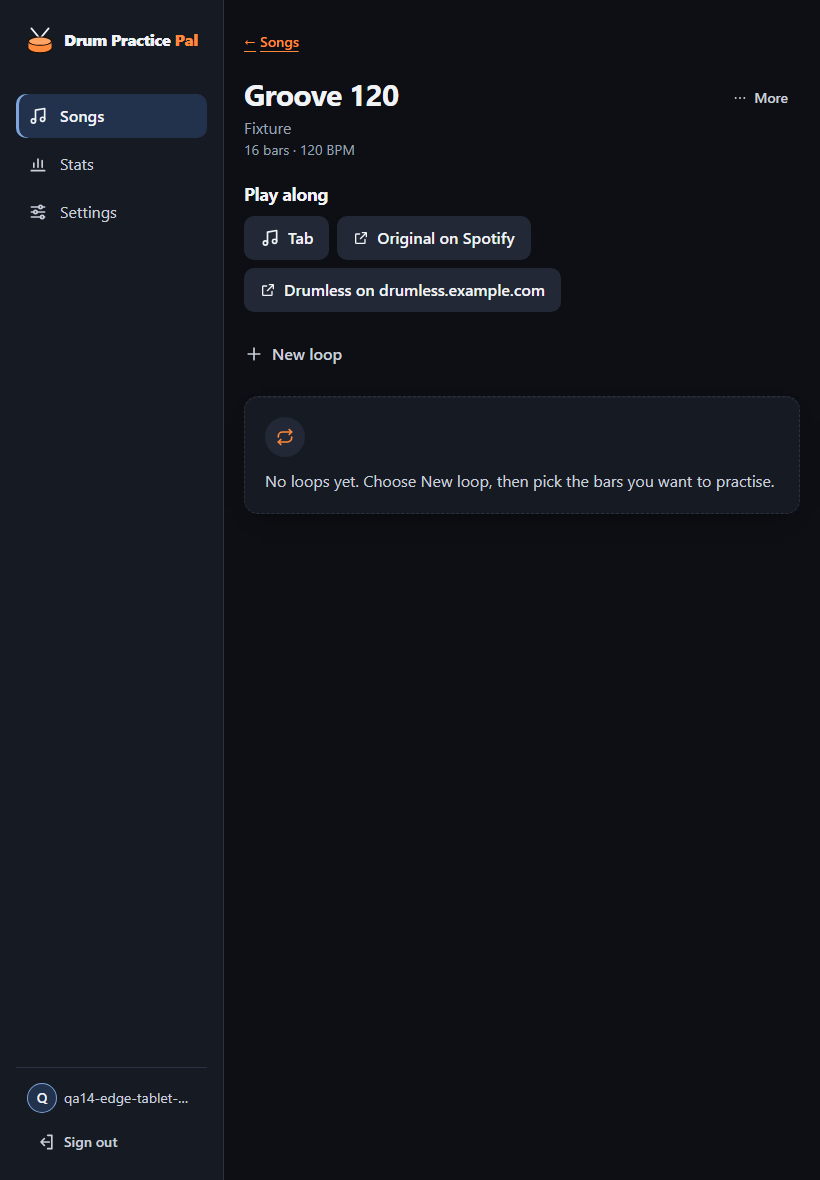 Drum Practice Pal
Songs
Stats
Settings
← Songs
Groove 120
··· More
Fixture
16 bars · 120 BPM
Play along
Tab
Original on Spotify
Drumless on drumless.example.com
+ New loop
No loops yet. Choose New loop, then pick the bars you want to practise.
Q qa14-edge-tablet-...
Sign out